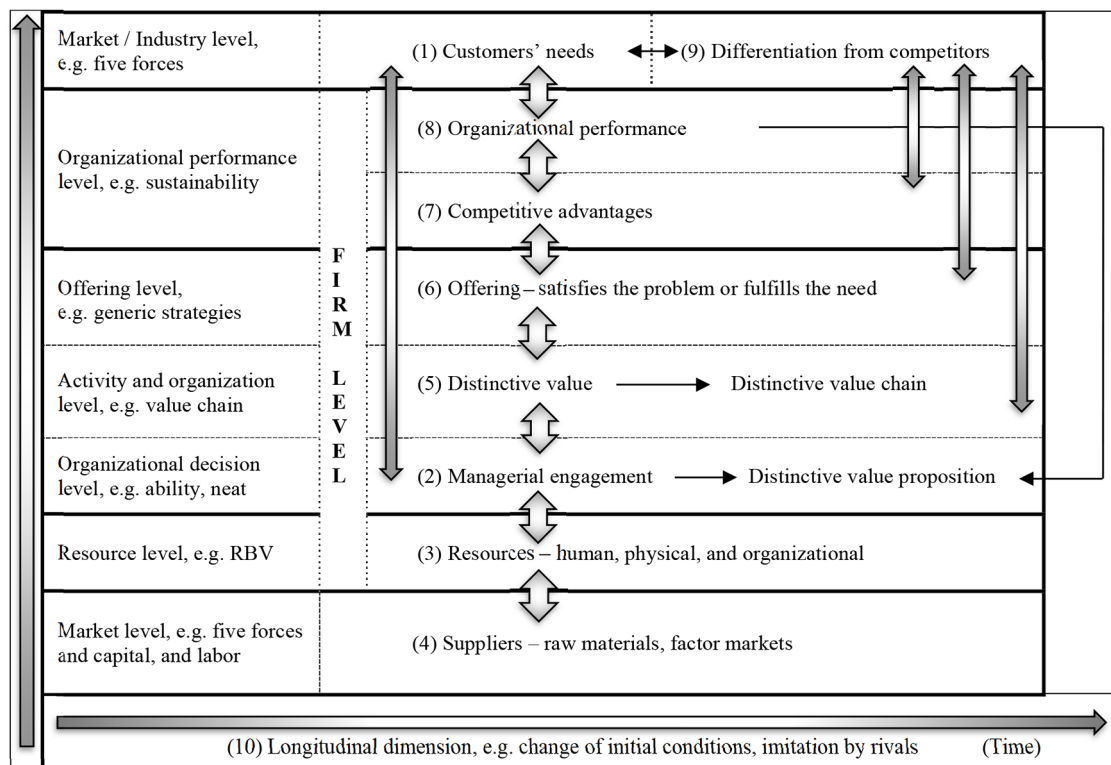 Market / Industry level,
e.g. five forces
(1) Customers’ needs
(9) Differentiation from competitors
Organizational performance
level, e.g. sustainability
(8) Organizational performance
(7) Competitive advantages
FIRM LEVEL
Offering level,
e.g. generic strategies
(6) Offering – satisfies the problem or fulfills the need
Activity and organization
level, e.g. value chain
(5) Distinctive value
Distinctive value chain
Organizational decision
level, e.g. ability, neat
(2) Managerial engagement
Distinctive value proposition
Resource level, e.g. RBV
(3) Resources – human, physical, and organizational
Market level, e.g. five forces
and capital, and labor
(4) Suppliers – raw materials, factor markets
(10) Longitudinal dimension, e.g. change of initial conditions, imitation by rivals
(Time)